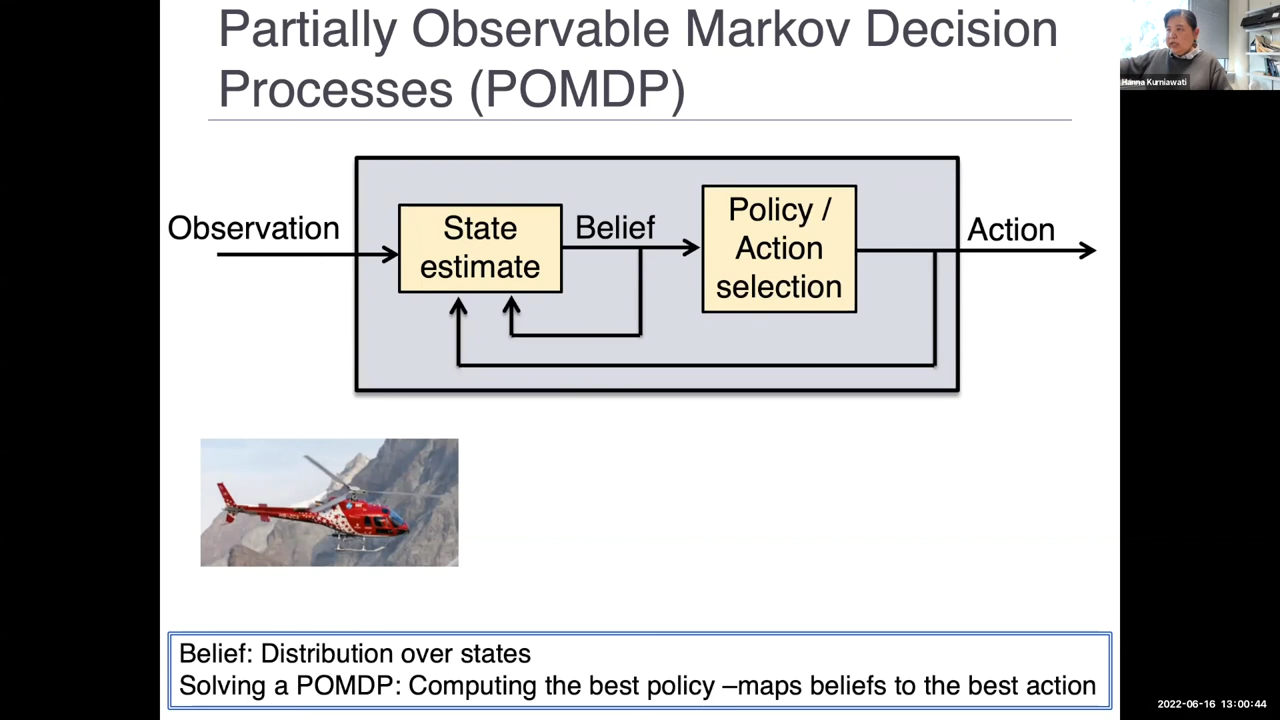 Partially Observable Markov Decision
Processes (POMDP)
Hanna Kurniawati
Observation
State
estimate
Belief
Policy /
Action
selection
Action
Belief: Distribution over states
Solving a POMDP: Computing the best policy –maps beliefs to the best action
2022-06-16 13:00:44